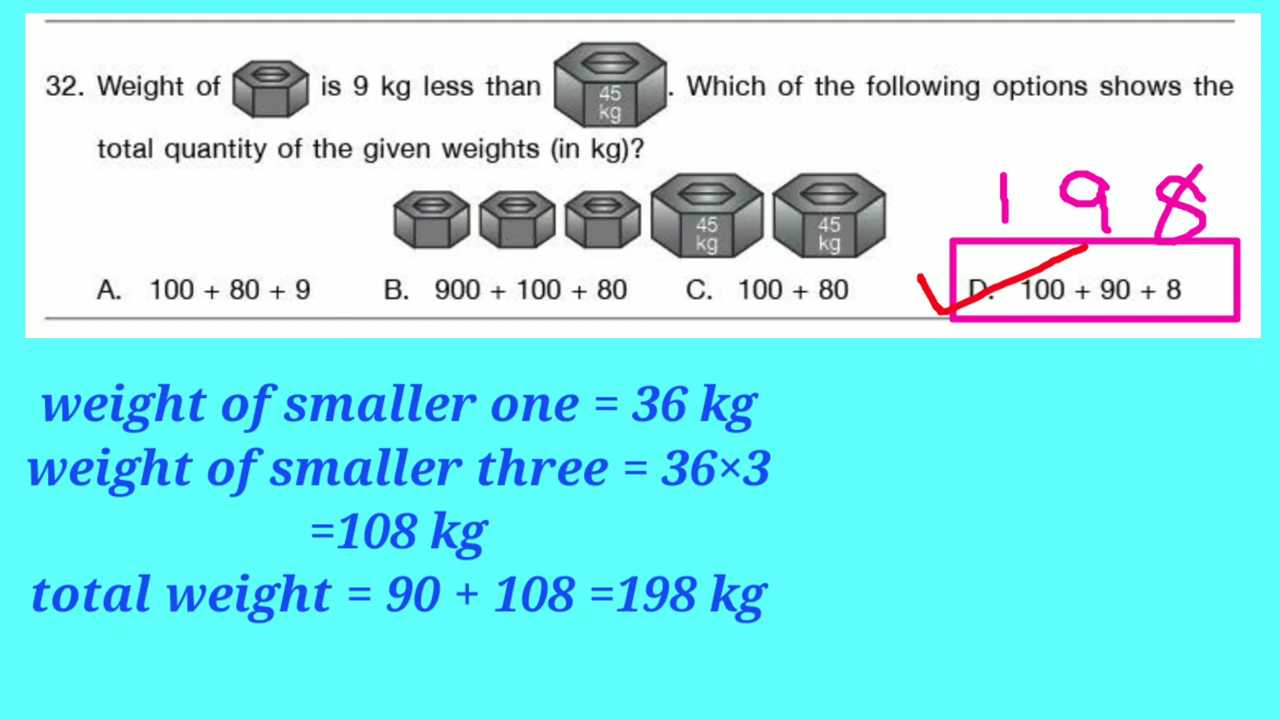 32. Weight of is 9 kg less than 45 kg. Which of the following options shows the
total quantity of the given weights (in kg)?
45 kg 45 kg
1 9 8
A. 100 + 80 + 9 B. 900 + 100 + 80 C. 100 + 80 D. 100 + 90 + 8
weight of smaller one = 36 kg
weight of smaller three = 36×3
=108 kg
total weight = 90 + 108 =198 kg